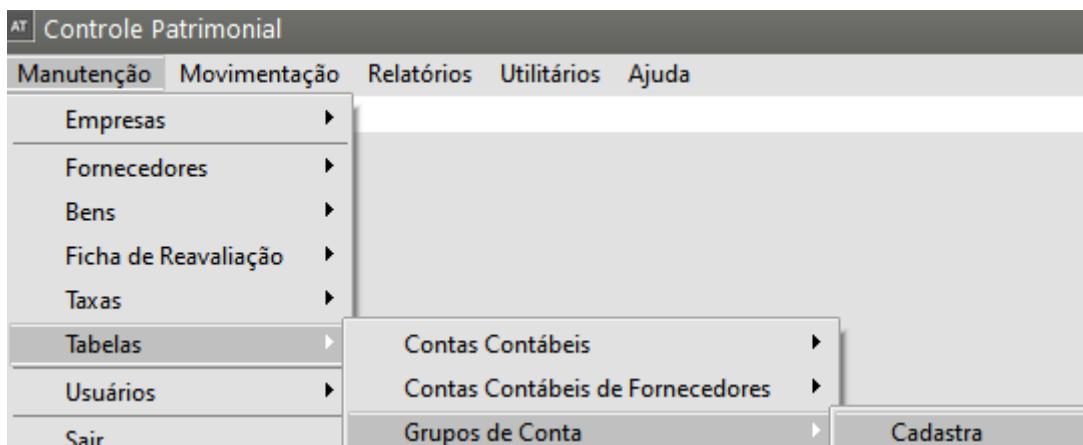 AT Controle Patrimonial
Manutenção Movimentação Relatórios Utilitários Ajuda
Empresas
Fornecedores
Bens
Ficha de Reavaliação
Taxas
Tabelas
Contas Contábeis
Usuários
Contas Contábeis de Fornecedores
Sair
Grupos de Conta
Cadastra